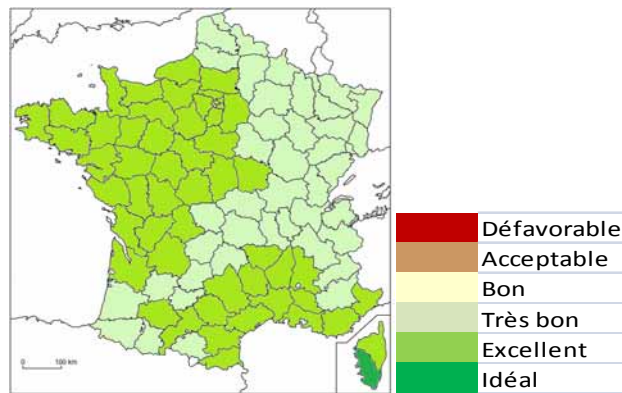 Défavorable
Acceptable
Bon
Très bon
Excellent
Idéal
0 100 km